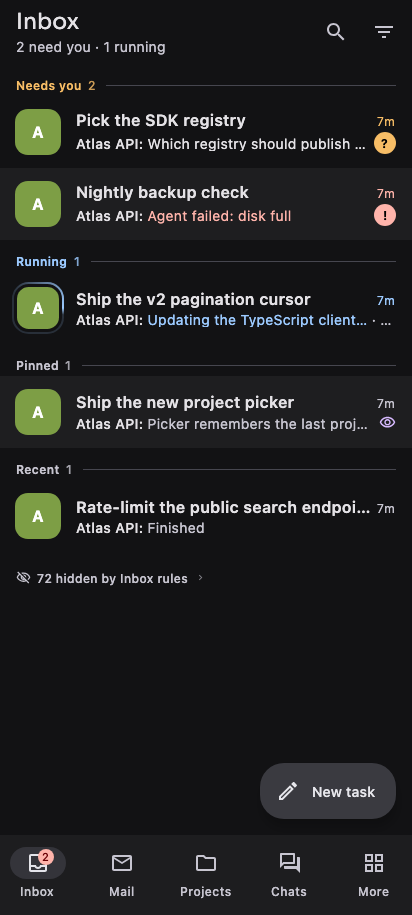 Inbox
2 need you · 1 running
Needs you 2
A
Pick the SDK registry
7m
Atlas API: Which registry should publish ...
?
A
Nightly backup check
7m
Atlas API: Agent failed: disk full
!
Running 1
A
Ship the v2 pagination cursor
7m
Atlas API: Updating the TypeScript client... · ...
Pinned 1
A
Ship the new project picker
7m
Atlas API: Picker remembers the last proj...
Recent 1
A
Rate-limit the public search endpoi...
7m
Atlas API: Finished
72 hidden by Inbox rules
New task
2
Inbox
Mail
Projects
Chats
More